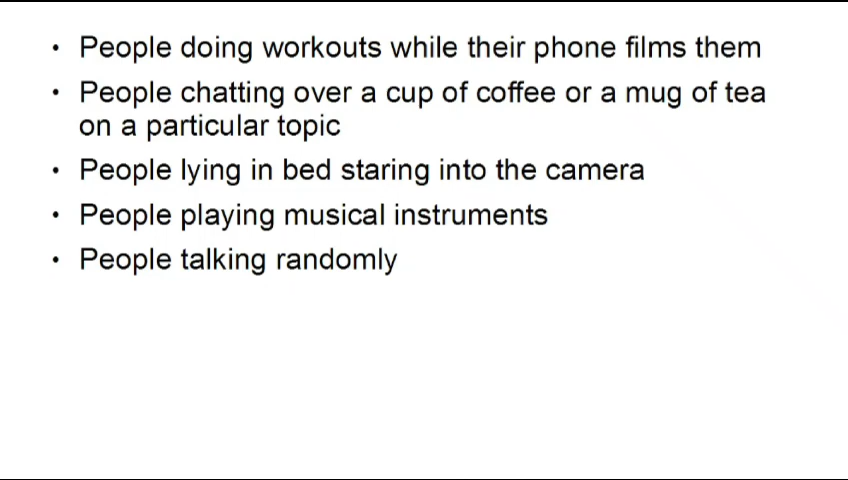 • People doing workouts while their phone films them
• People chatting over a cup of coffee or a mug of tea
on a particular topic
• People lying in bed staring into the camera
• People playing musical instruments
• People talking randomly